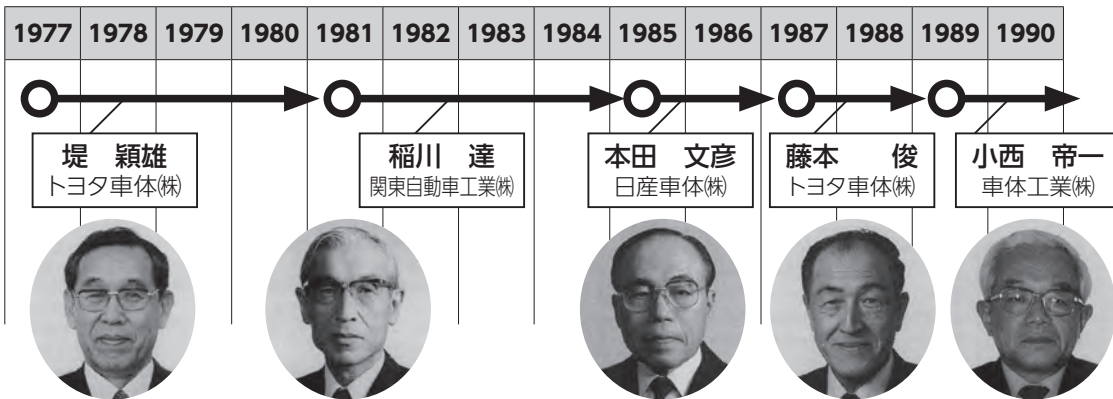 1977 1978 1979 1980 1981 1982 1983 1984 1985 1986 1987 1988 1989 1990
堤 穎雄
トヨタ車体㈱
稲川 達
関東自動車工業㈱
本田 文彦
日産車体㈱
藤本 俊
トヨタ車体㈱
小西 帝一
車体工業㈱